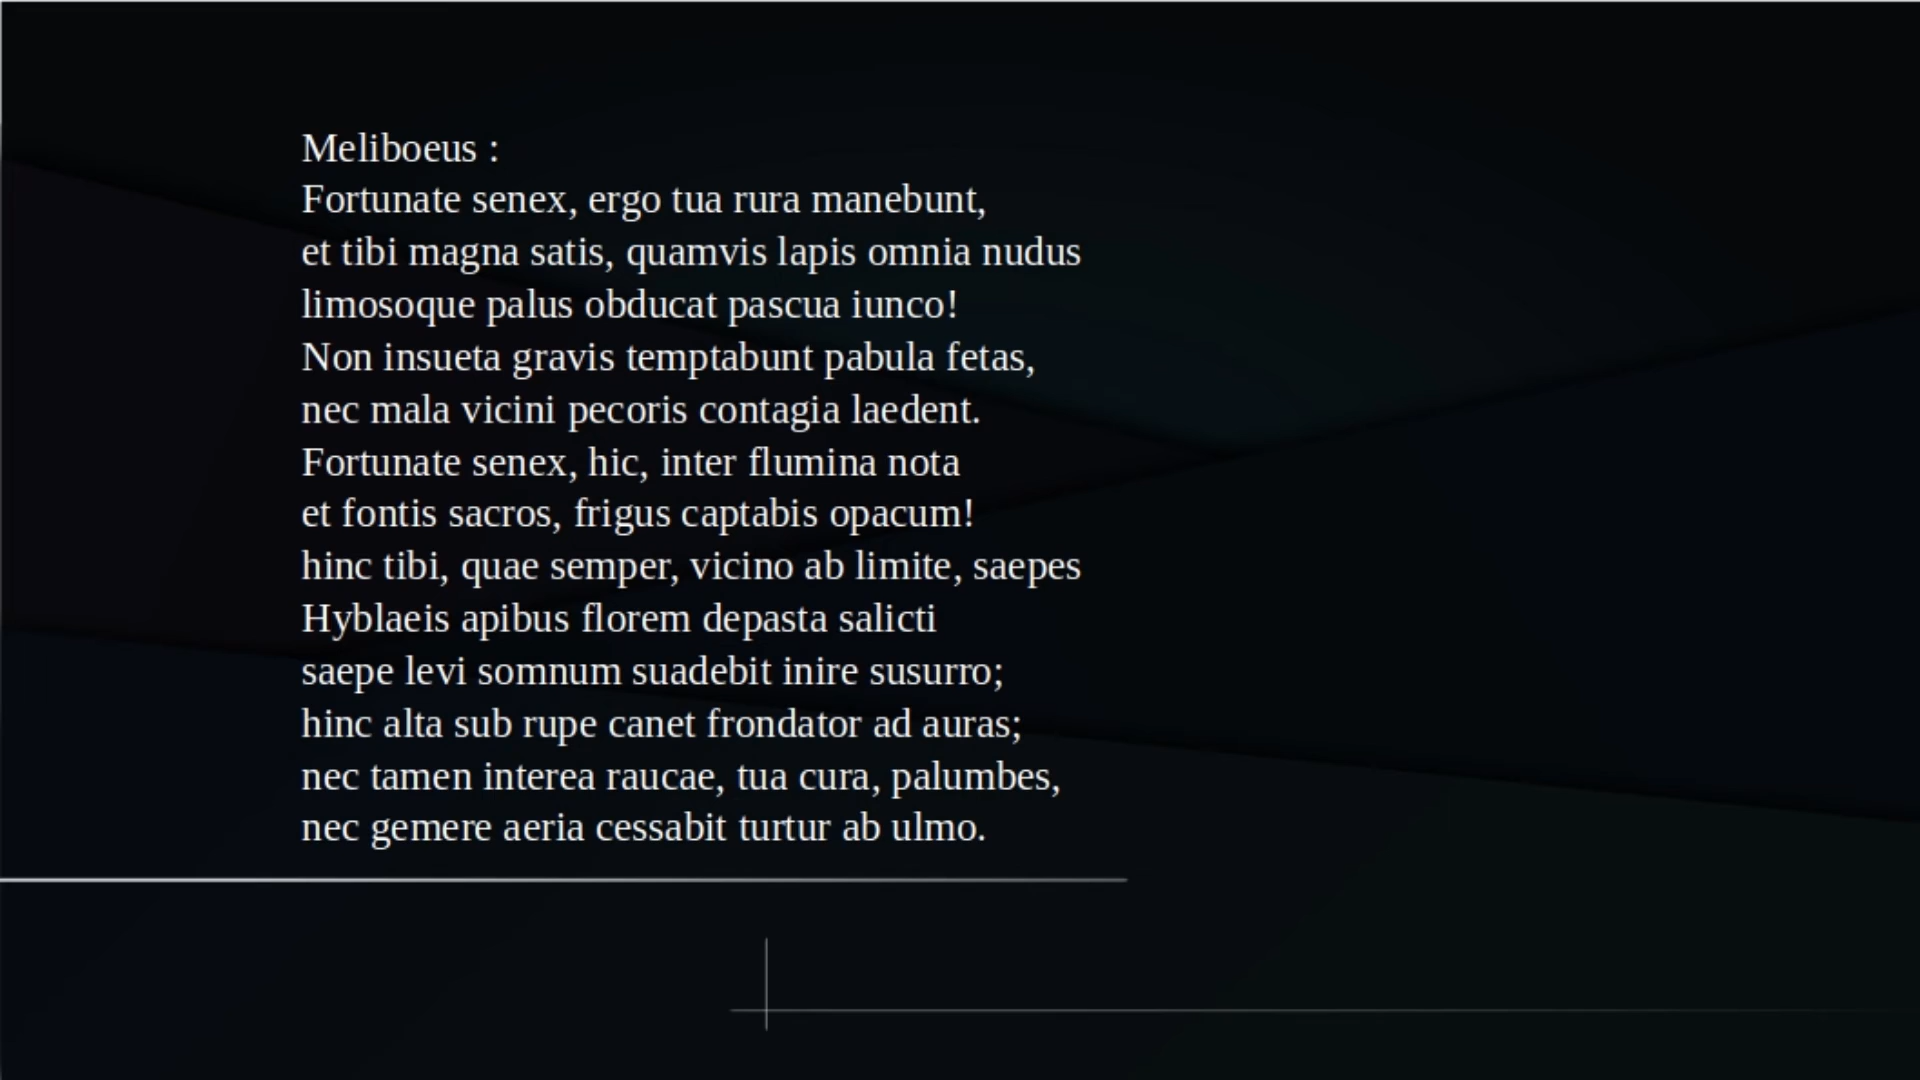 Meliboeus :
Fortunate senex, ergo tua rura manebunt,
et tibi magna satis, quamvis lapis omnia nudus
limosoque palus obducat pascua iunco!
Non insueta gravis temptabunt pabula fetas,
nec mala vicini pecoris contagia laedent.
Fortunate senex, hic, inter flumina nota
et fontis sacros, frigus captabis opacum!
hinc tibi, quae semper, vicino ab limite, saepes
Hyblaeis apibus florem depasta salicti
saepe levi somnum suadebit inire susurro;
hinc alta sub rupe canet frondator ad auras;
nec tamen interea raucae, tua cura, palumbes,
nec gemere aeria cessabit turtur ab ulmo.